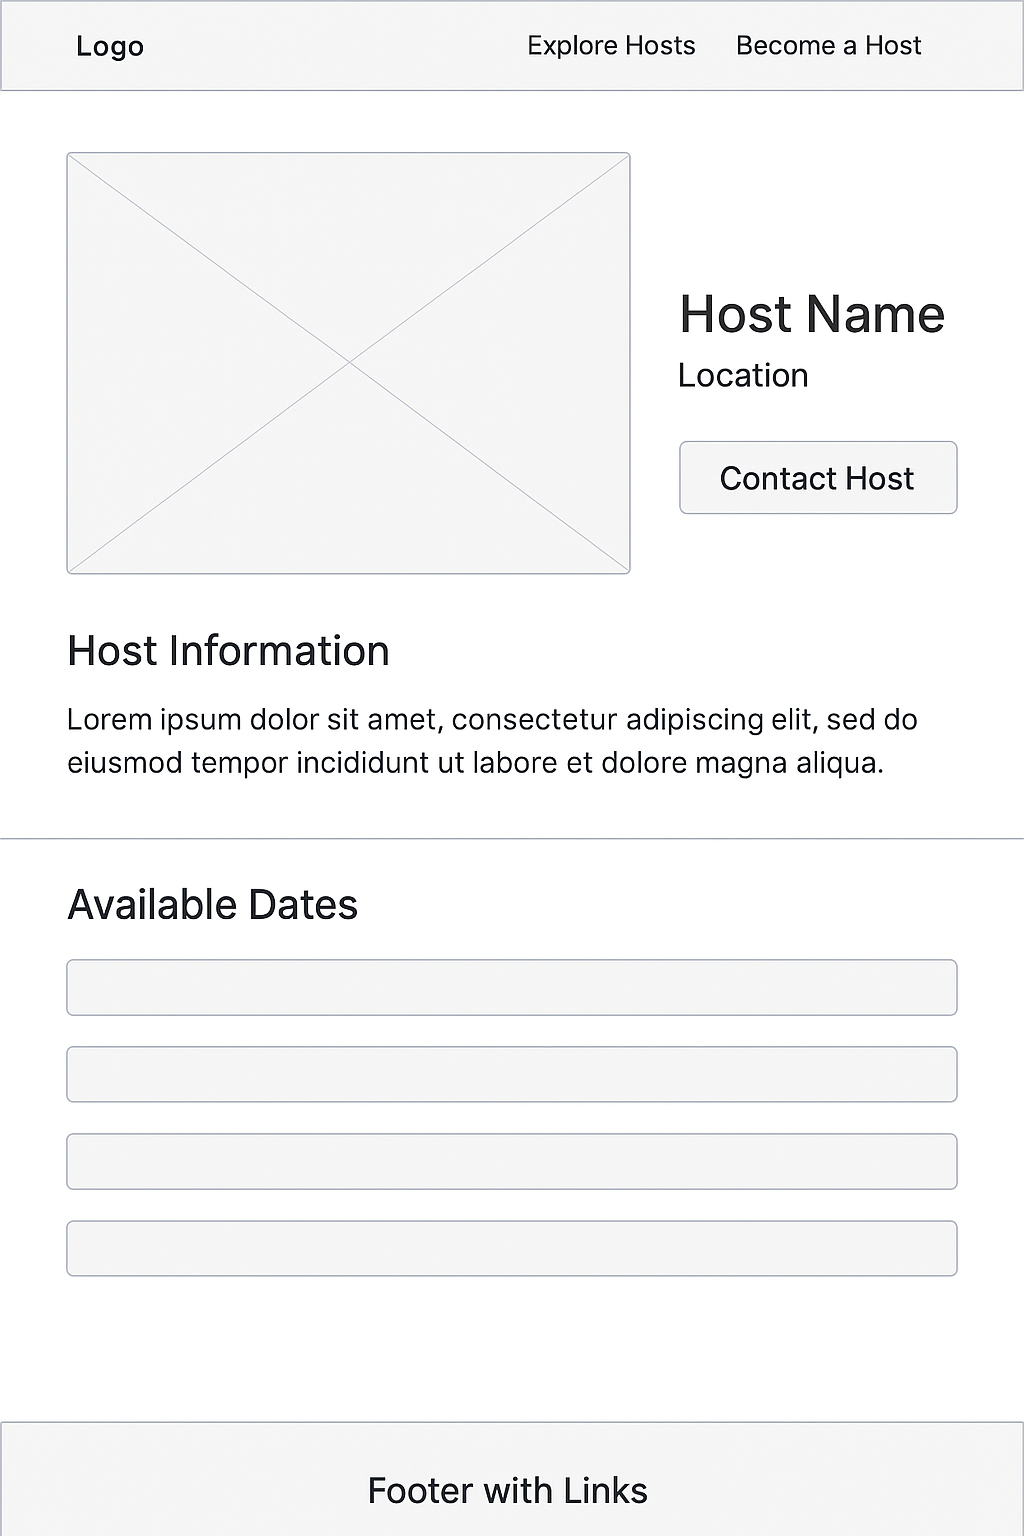 Logo
Explore Hosts
Become a Host
Host Name
Location
Contact Host
Host Information
Lorem ipsum dolor sit amet, consectetur adipiscing elit, sed do
eiusmod tempor incididunt ut labore et dolore magna aliqua.
Available Dates
Footer with Links